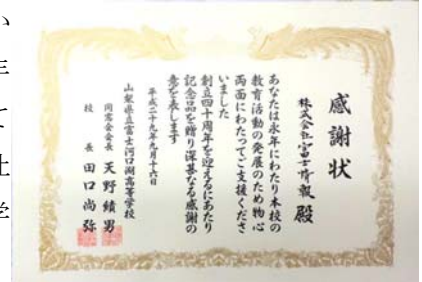 感謝状
株式会社富士情報 殿
あなたは永年にわたり本校の
教育活動の発展のため物心
両面にわたってご支援くださ
いました
創立四十周年を迎えるにあたり
記念品を贈り深甚なる感謝の
意を表します
平成二十九年九月十六日
山梨県立富士河口湖高等学校
同窓会会長 天野績男
校長 田口尚弥